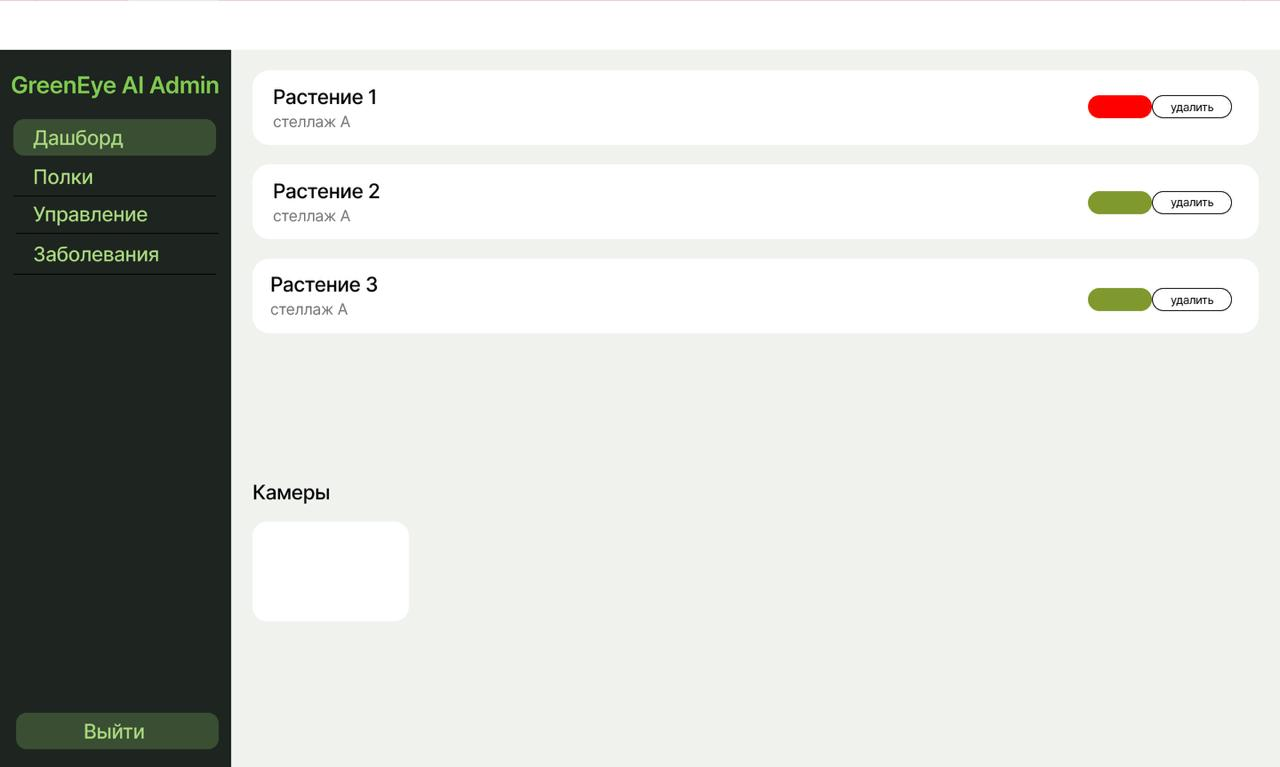 GreenEye AI Admin
Дашборд
Полки
Управление
Заболевания
Выйти
Растение 1
стеллаж А
удалить
Растение 2
стеллаж А
удалить
Растение 3
стеллаж А
удалить
Камеры